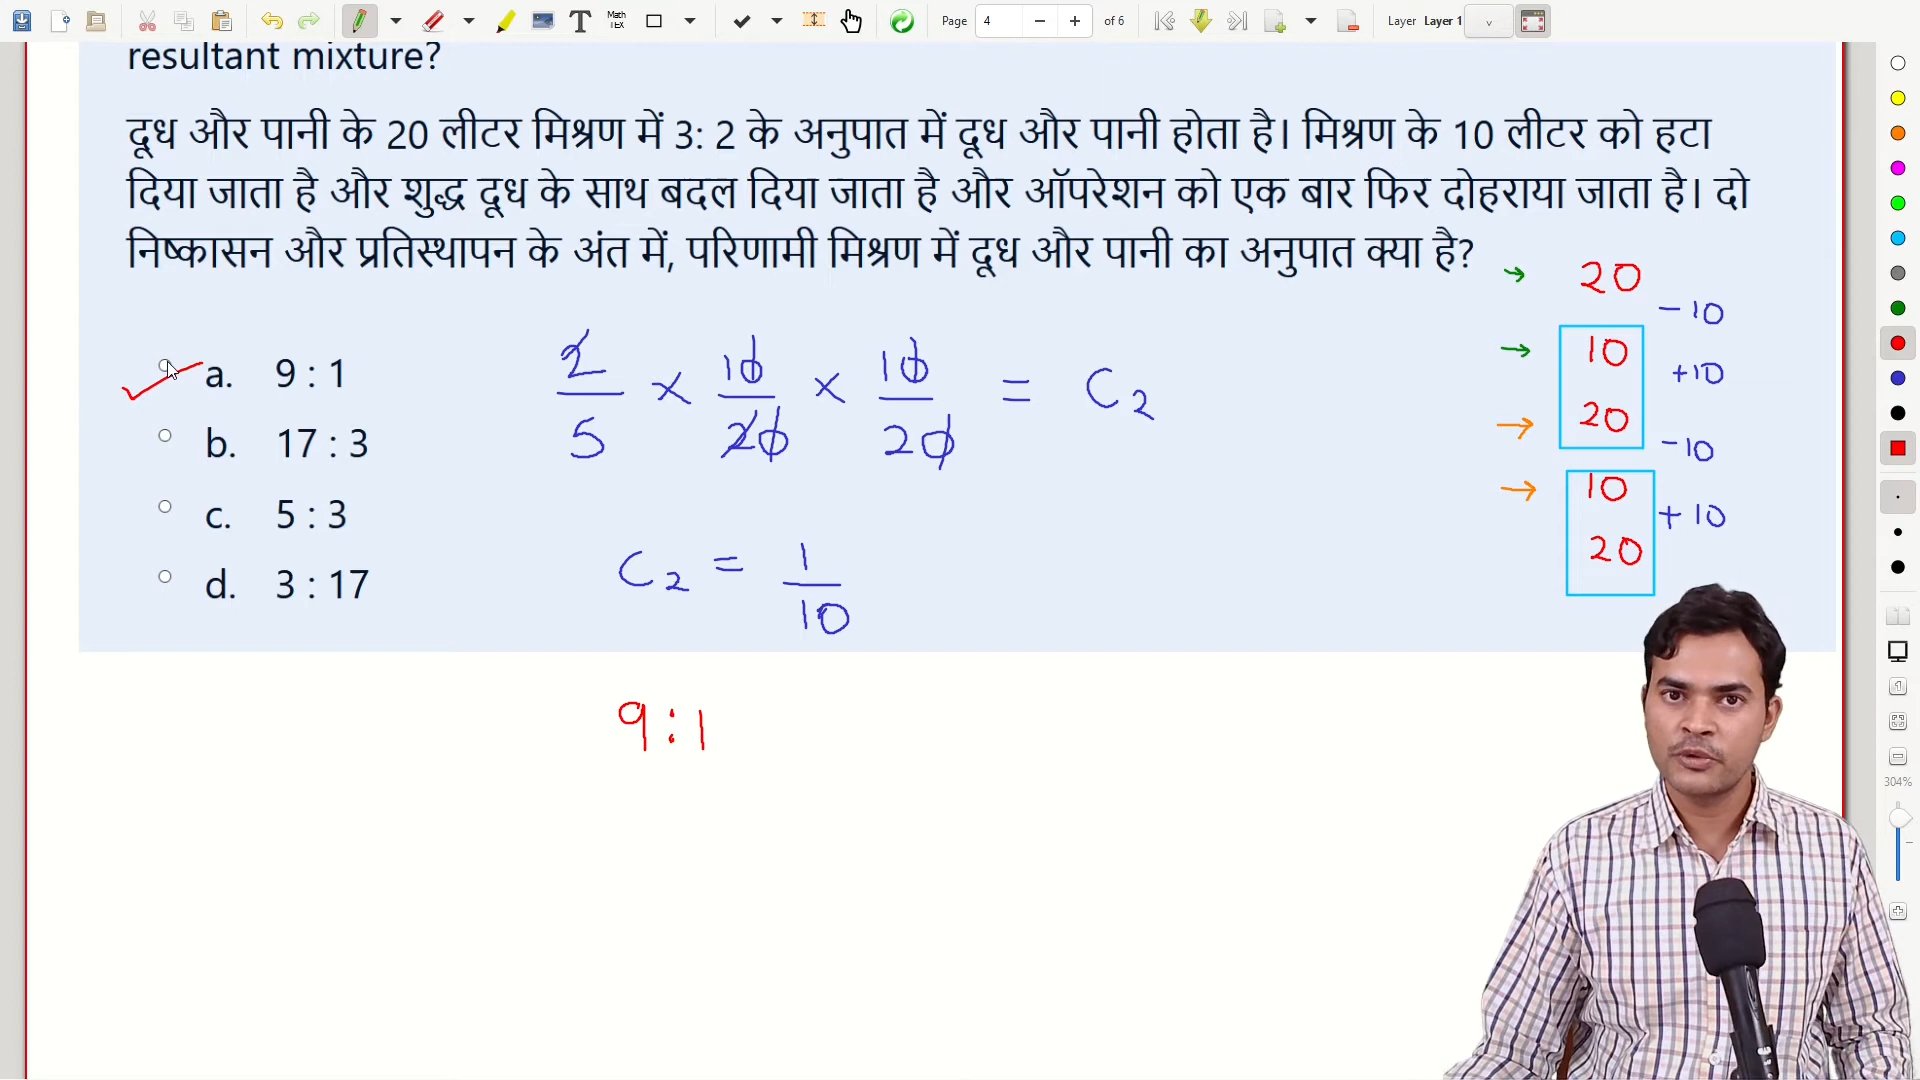 Math
TEX
Page
4
of 6
Layer
Layer 1
resultant mixture?
दूध और पानी के 20 लीटर मिश्रण में 3: 2 के अनुपात में दूध और पानी होता है। मिश्रण के 10 लीटर को हटा
दिया जाता है और शुद्ध दूध के साथ बदल दिया जाता है और ऑपरेशन को एक बार फिर दोहराया जाता है। दो
निष्कासन और प्रतिस्थापन के अंत में, परिणामी मिश्रण में दूध और पानी का अनुपात क्या है?
a. 9 : 1
b. 17 : 3
c. 5 : 3
d. 3 : 17
2/5 × 10/20 × 10/20 = C2
C2 = 1/10
9 : 1
20
-10
10
+10
20
-10
10
+ 10
20
304%